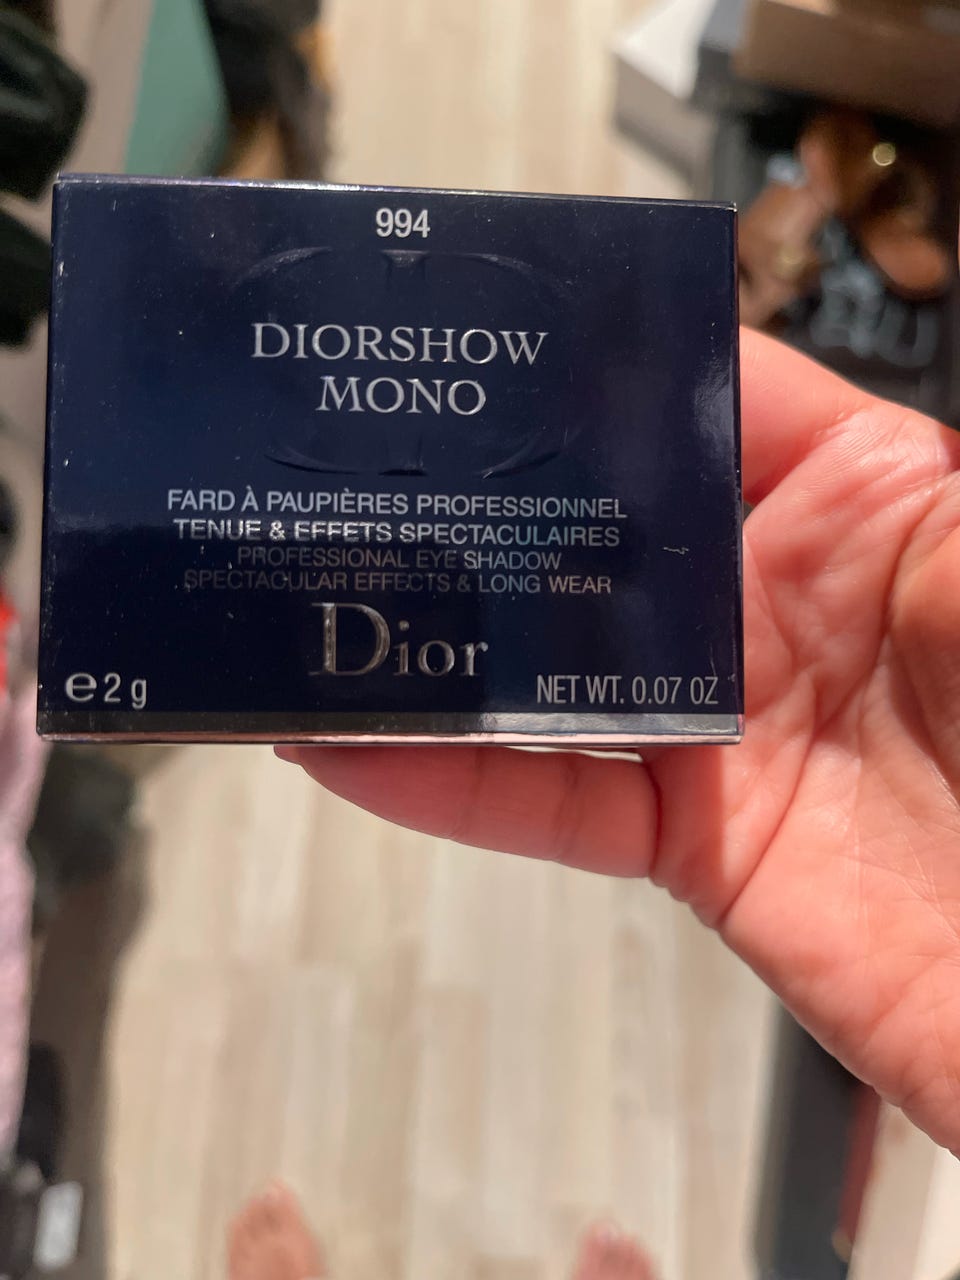 994
DIORSHOW
MONO
FARD À PAUPIÈRES PROFESSIONNEL
TENUE & EFFETS SPECTACULAIRES
PROFESSIONAL EYE SHADOW
SPECTACULAR EFFECTS & LONG WEAR
Dior
e 2 g
NET WT. 0.07 OZ